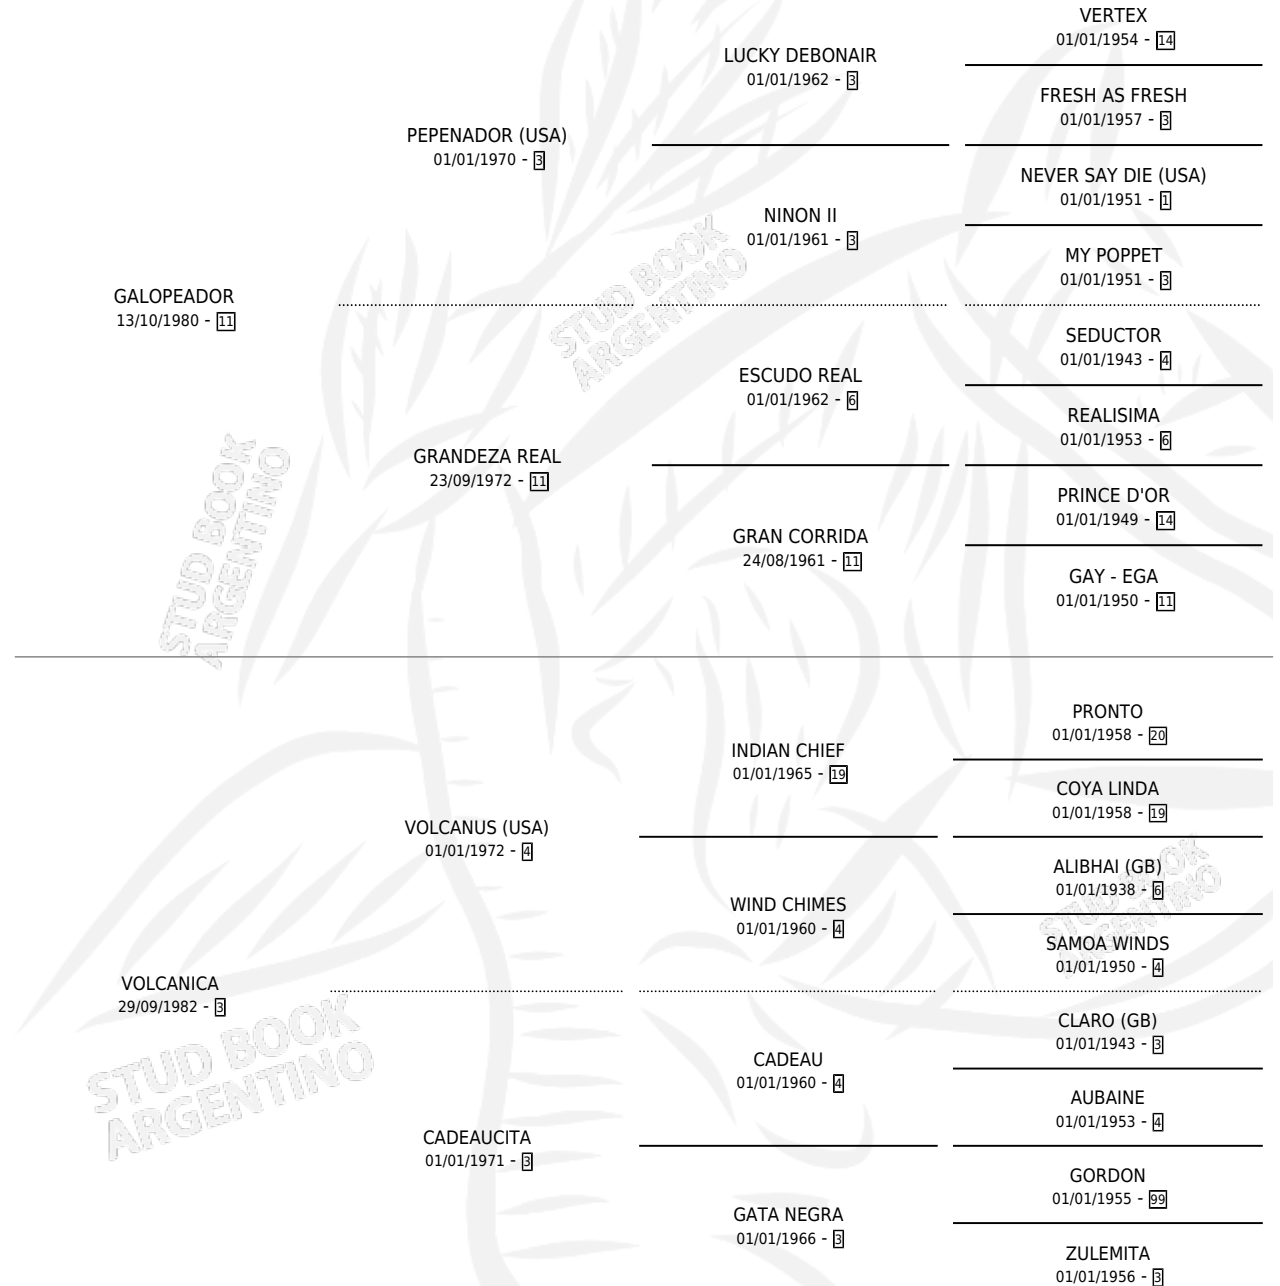 VERTEX
01/01/1954 - 14
LUCKY DEBONAIR
01/01/1962 - 3
FRESH AS FRESH
01/01/1957 - 3
PEPENADOR (USA)
01/01/1970 - 3
NEVER SAY DIE (USA)
01/01/1951 - 1
NINON II
01/01/1961 - 3
MY POPPET
01/01/1951 - 3
GALOPEADOR
13/10/1980 - 11
SEDUCTOR
01/01/1943 - 4
ESCUDO REAL
01/01/1962 - 6
REALISIMA
01/01/1953 - 6
GRANDEZA REAL
23/09/1972 - 11
PRINCE D'OR
01/01/1949 - 14
GRAN CORRIDA
24/08/1961 - 11
GAY - EGA
01/01/1950 - 11
PRONTO
01/01/1958 - 20
INDIAN CHIEF
01/01/1965 - 19
COYA LINDA
01/01/1958 - 19
VOLCANUS (USA)
01/01/1972 - 4
ALIBHAI (GB)
01/01/1938 - 6
WIND CHIMES
01/01/1960 - 4
SAMOA WINDS
01/01/1950 - 4
VOLCANICA
29/09/1982 - 3
CLARO (GB)
01/01/1943 - 3
CADEAU
01/01/1960 - 4
AUBAINE
01/01/1953 - 4
CADEAUCITA
01/01/1971 - 3
GORDON
01/01/1955 - 99
GATA NEGRA
01/01/1966 - 3
ZULEMITA
01/01/1956 - 3
STUD BOOK
ARGENTINO
STUD BOOK
ARGENTINO
STUD BOOK
ARGENTINO
STUD BOOK
ARGENTINO